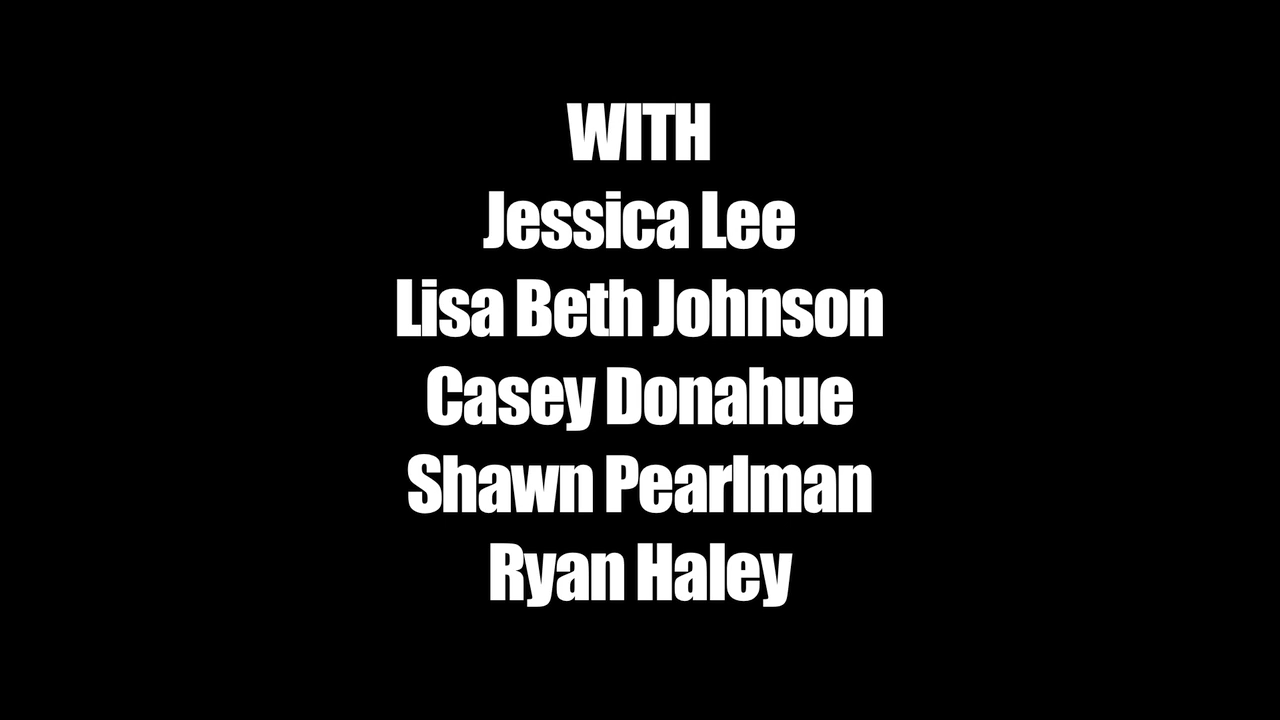 WITH
Jessica Lee
Lisa Beth Johnson
Casey Donahue
Shawn Pearlman
Ryan Haley